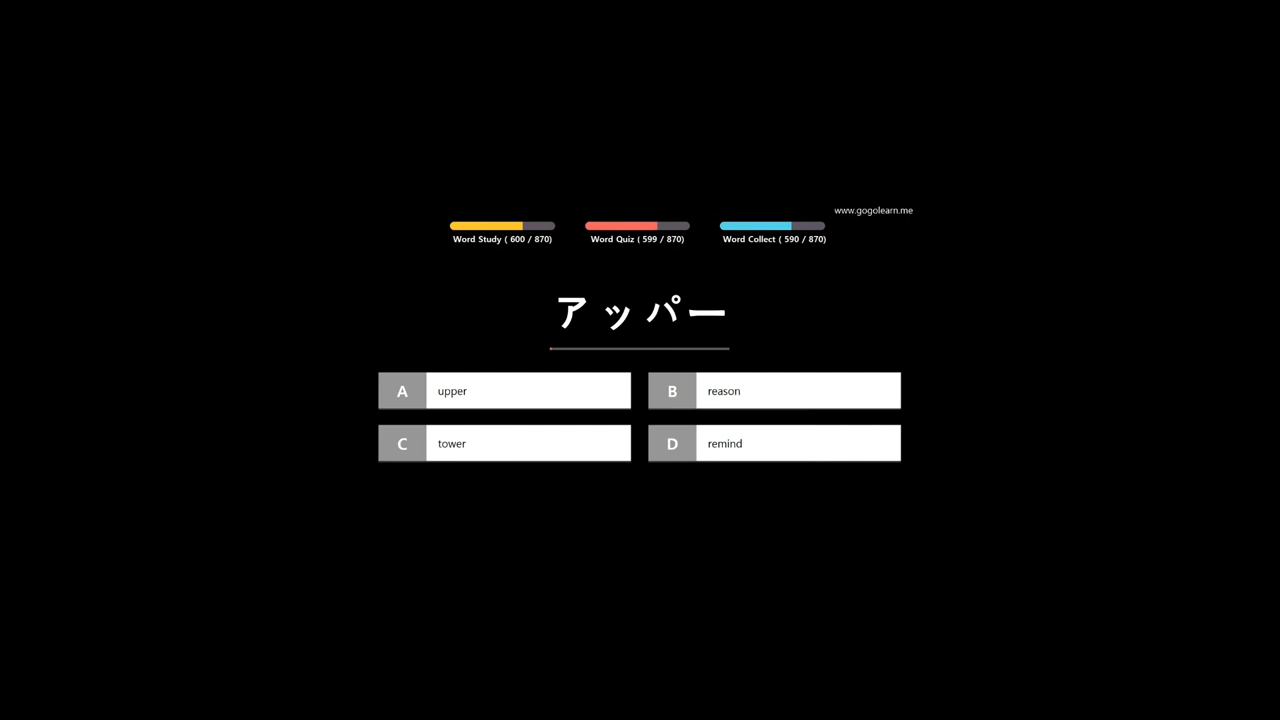 www.gogolearn.me
Word Study ( 600 / 870)
Word Quiz ( 599 / 870)
Word Collect ( 590 / 870)
アッパー
A upper
B reason
C tower
D remind